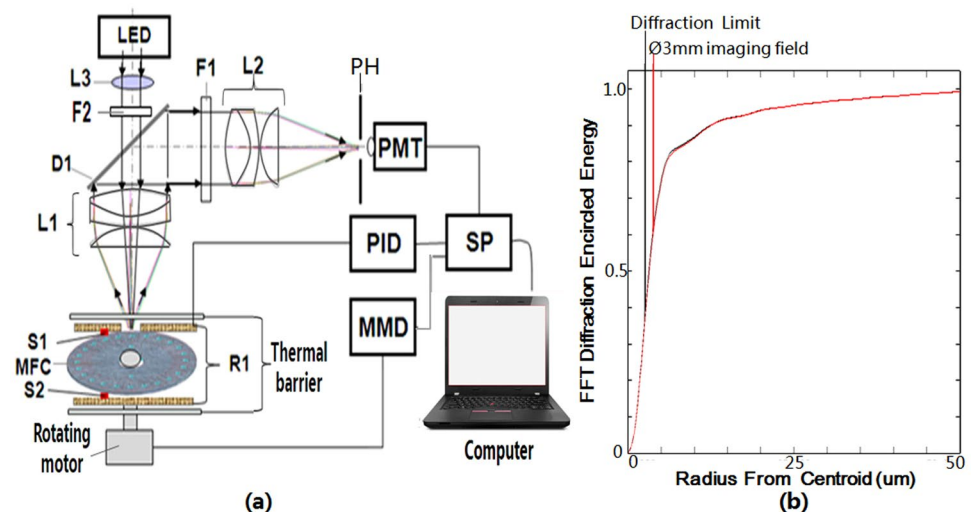 LED
L3
F2
D1
L1
F1
L2
PH
PMT
PID
SP
MMD
S1
MFC
S2
R1
Thermal
barrier
Rotating
motor
Computer
(a)
Diffraction Limit
Ø3mm imaging field
1.0
0.5
0
0
25
50
FFT Diffraction Encirded Energy
Radius From Centroid (um)
(b)